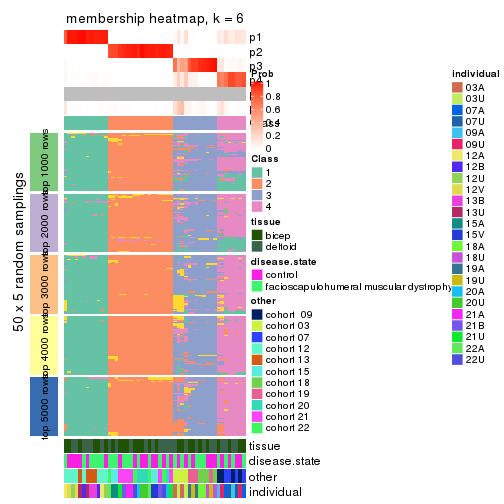 membership heatmap, k = 6
p1
p2
p3
p4
Prob
1
0.8
0.6
0.4
0.2
0
Class
1
2
3
4
tissue
bicep
deltoid
disease.state
control
facioscapulohumeral muscular dystrophy
other
cohort 09
cohort 03
cohort 07
cohort 12
cohort 13
cohort 15
cohort 18
cohort 19
cohort 20
cohort 21
cohort 22
individual
03A
03U
07A
07U
09A
09U
12A
12B
12U
12V
13B
13U
15A
15V
18A
18U
19A
19U
20A
20U
21A
21B
21U
22A
22U
50 x 5 random samplings
top 1000 rows
top 2000 rows
top 3000 rows
top 4000 rows
top 5000 rows
tissue
disease.state
other
individual